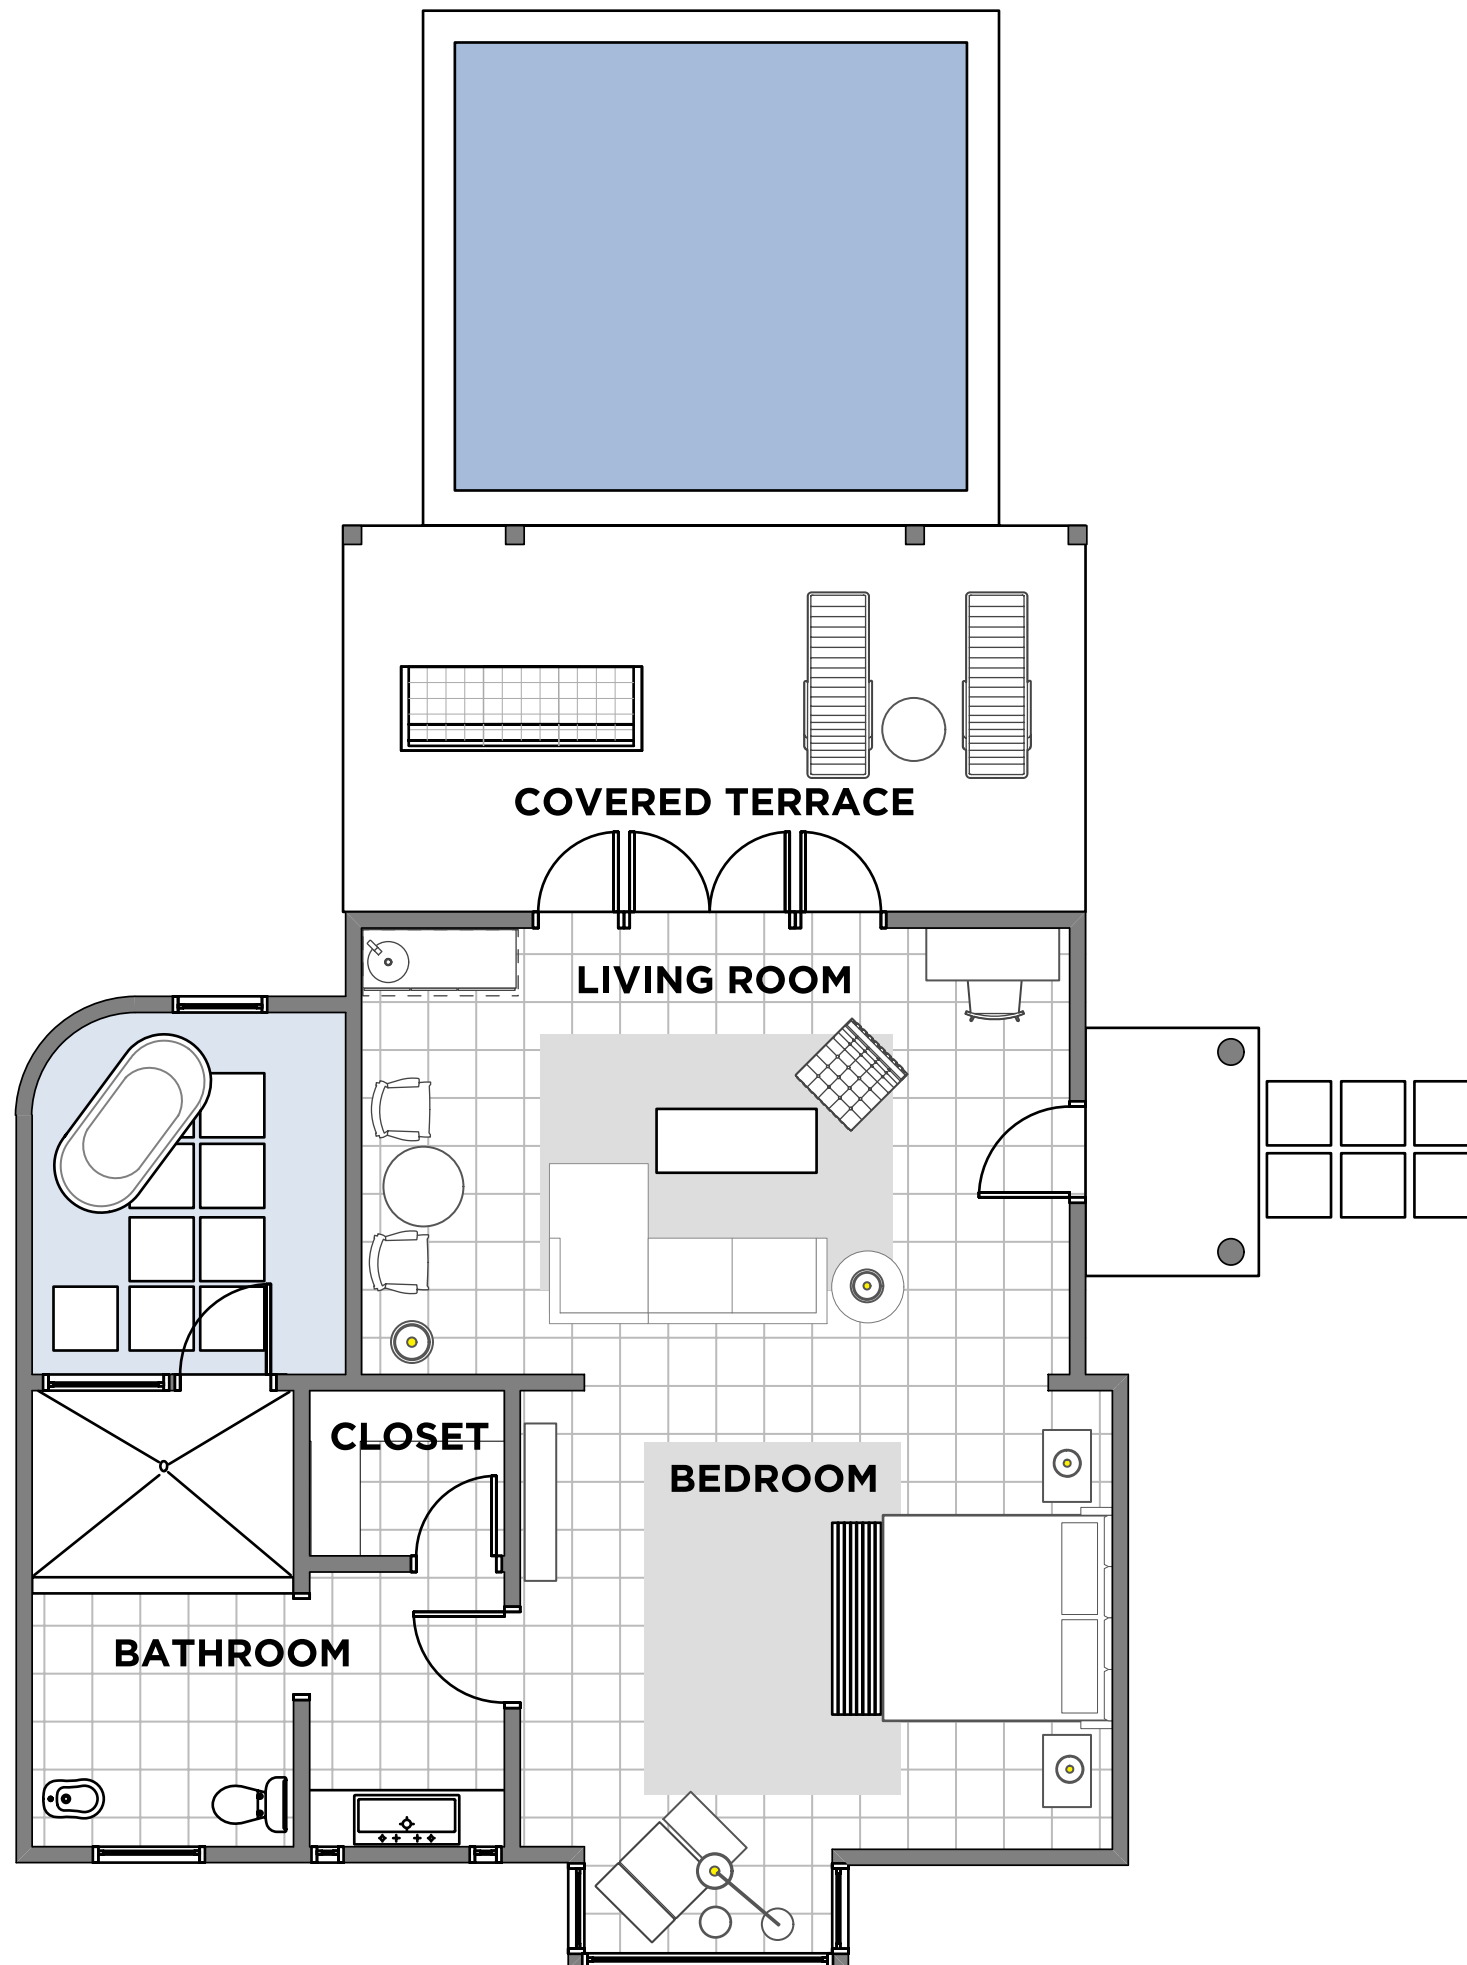 COVERED TERRACE
LIVING ROOM
CLOSET
BEDROOM
BATHROOM